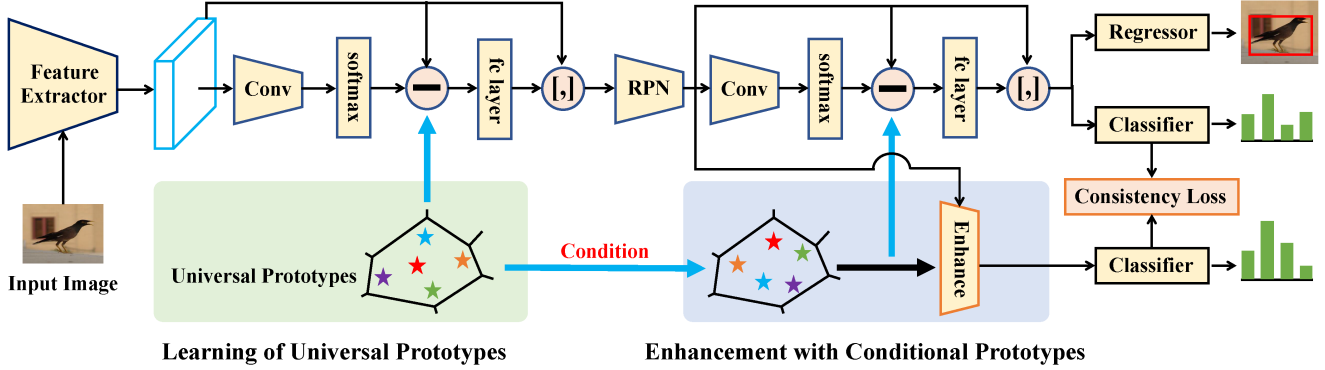 Feature
Extractor
Conv
softmax
fc layer
[,]
RPN
Conv
softmax
fc layer
[,]
Regressor
Classifier
Consistency Loss
Classifier
Input Image
Universal Prototypes
Condition
Enhance
Learning of Universal Prototypes
Enhancement with Conditional Prototypes